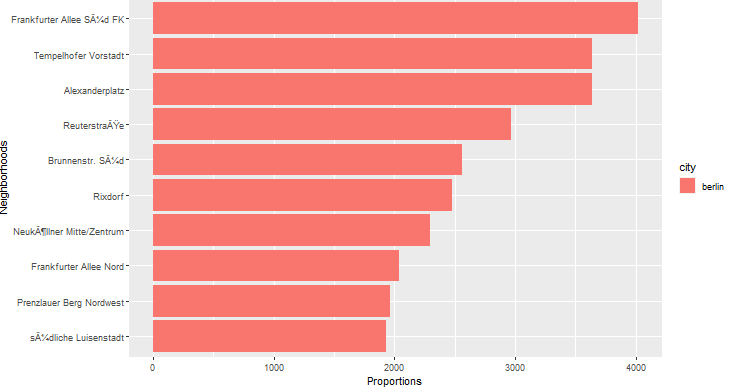 Frankfurter Allee SÃ¼d FK
Tempelhofer Vorstadt
Alexanderplatz
ReuterstraÃŸe
Brunnenstr. SÃ¼d
Rixdorf
NeukÃ¶llner Mitte/Zentrum
Frankfurter Allee Nord
Prenzlauer Berg Nordwest
sÃ¼dliche Luisenstadt
Neighborhoods
0 1000 2000 3000 4000
Proportions
city
berlin